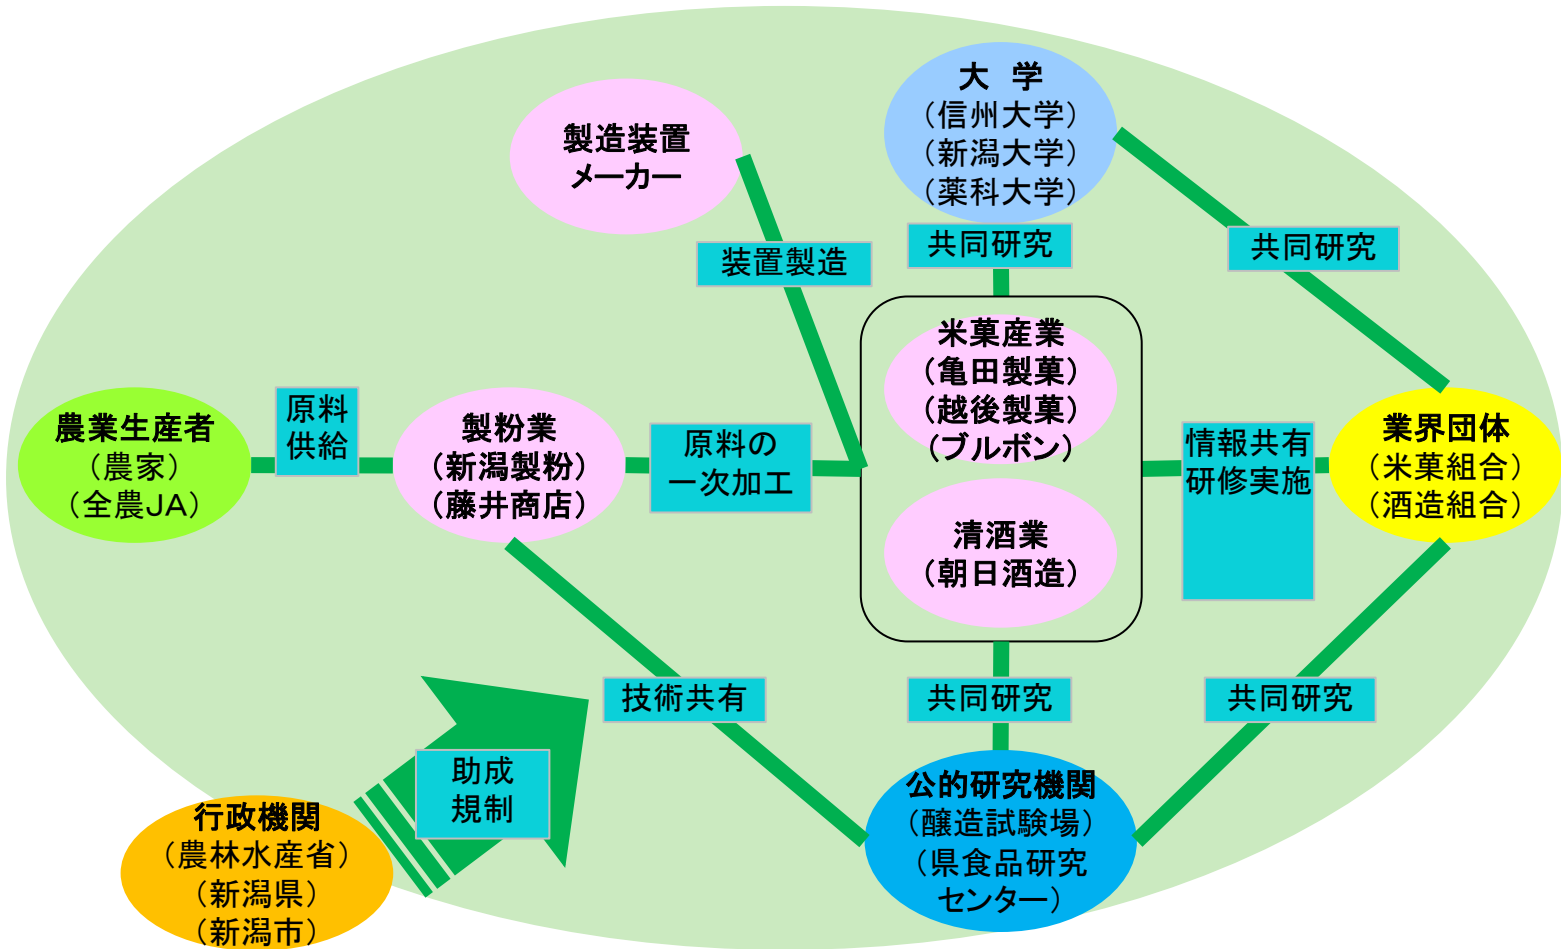 大　学
（信州大学）
（新潟大学）
（薬科大学）
製造装置
メーカー
装置製造
共同研究
共同研究
米菓産業
（亀田製菓）
（越後製菓）
（ブルボン）
清酒業
（朝日酒造）
農業生産者
（農家）
（全農JA）
原料
供給
製粉業
（新潟製粉）
（藤井商店）
原料の
一次加工
情報共有
研修実施
業界団体
（米菓組合）
（酒造組合）
技術共有
共同研究
共同研究
助成
規制
行政機関
（農林水産省）
（新潟県）
（新潟市）
公的研究機関
（醸造試験場）
（県食品研究
センター）